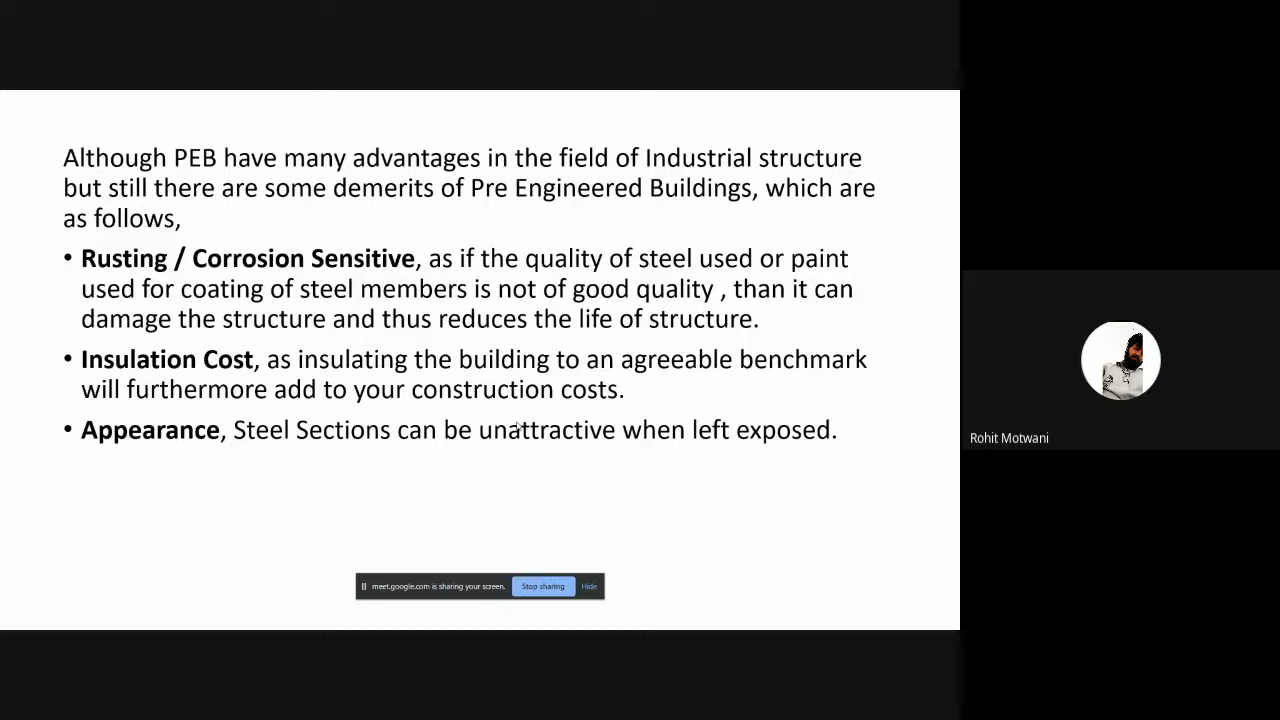 Although PEB have many advantages in the field of Industrial structure
but still there are some demerits of Pre Engineered Buildings, which are
as follows,
• Rusting / Corrosion Sensitive, as if the quality of steel used or paint
used for coating of steel members is not of good quality , than it can
damage the structure and thus reduces the life of structure.
• Insulation Cost, as insulating the building to an agreeable benchmark
will furthermore add to your construction costs.
• Appearance, Steel Sections can be unattractive when left exposed.
meet.google.com is sharing your screen. Stop sharing Hide
Rohit Motwani